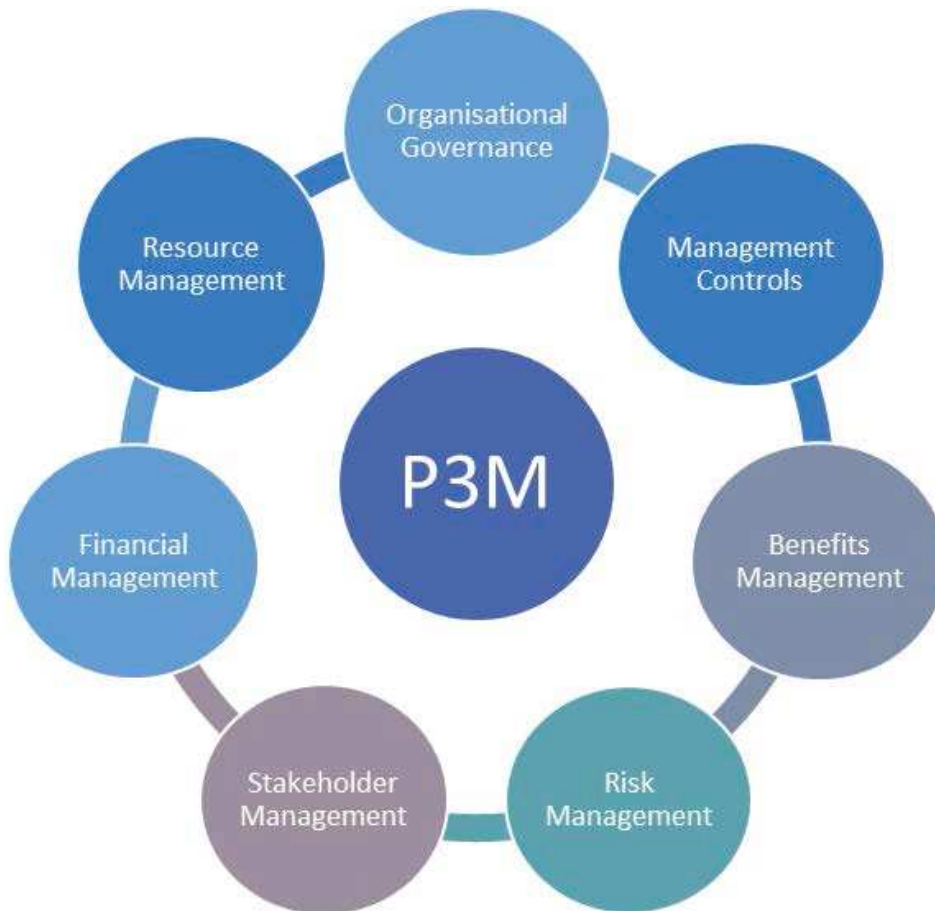 Organisational
Governance
Management
Controls
Benefits
Management
Risk
Management
Stakeholder
Management
Financial
Management
Resource
Management
P3M